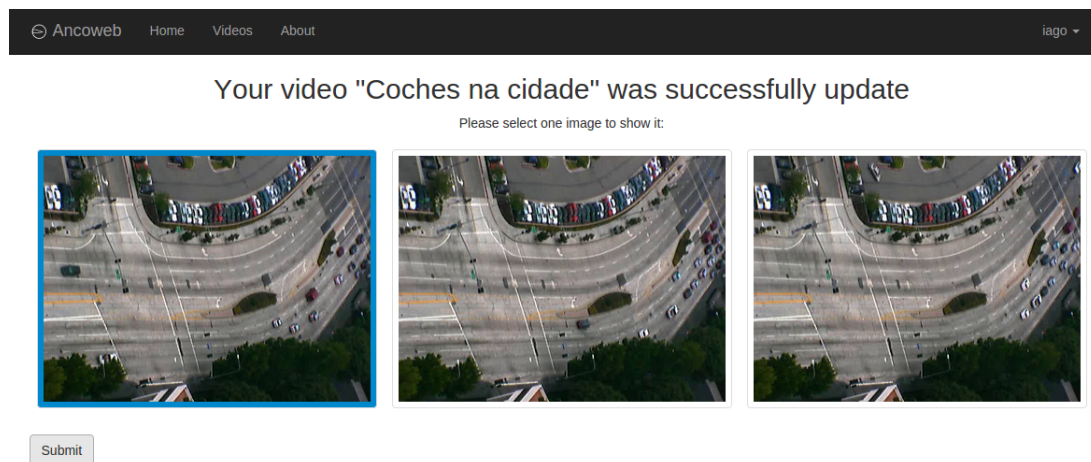 Ancoweb Home Videos About iago
Your video "Coches na cidade" was successfully update
Please select one image to show it:
Submit